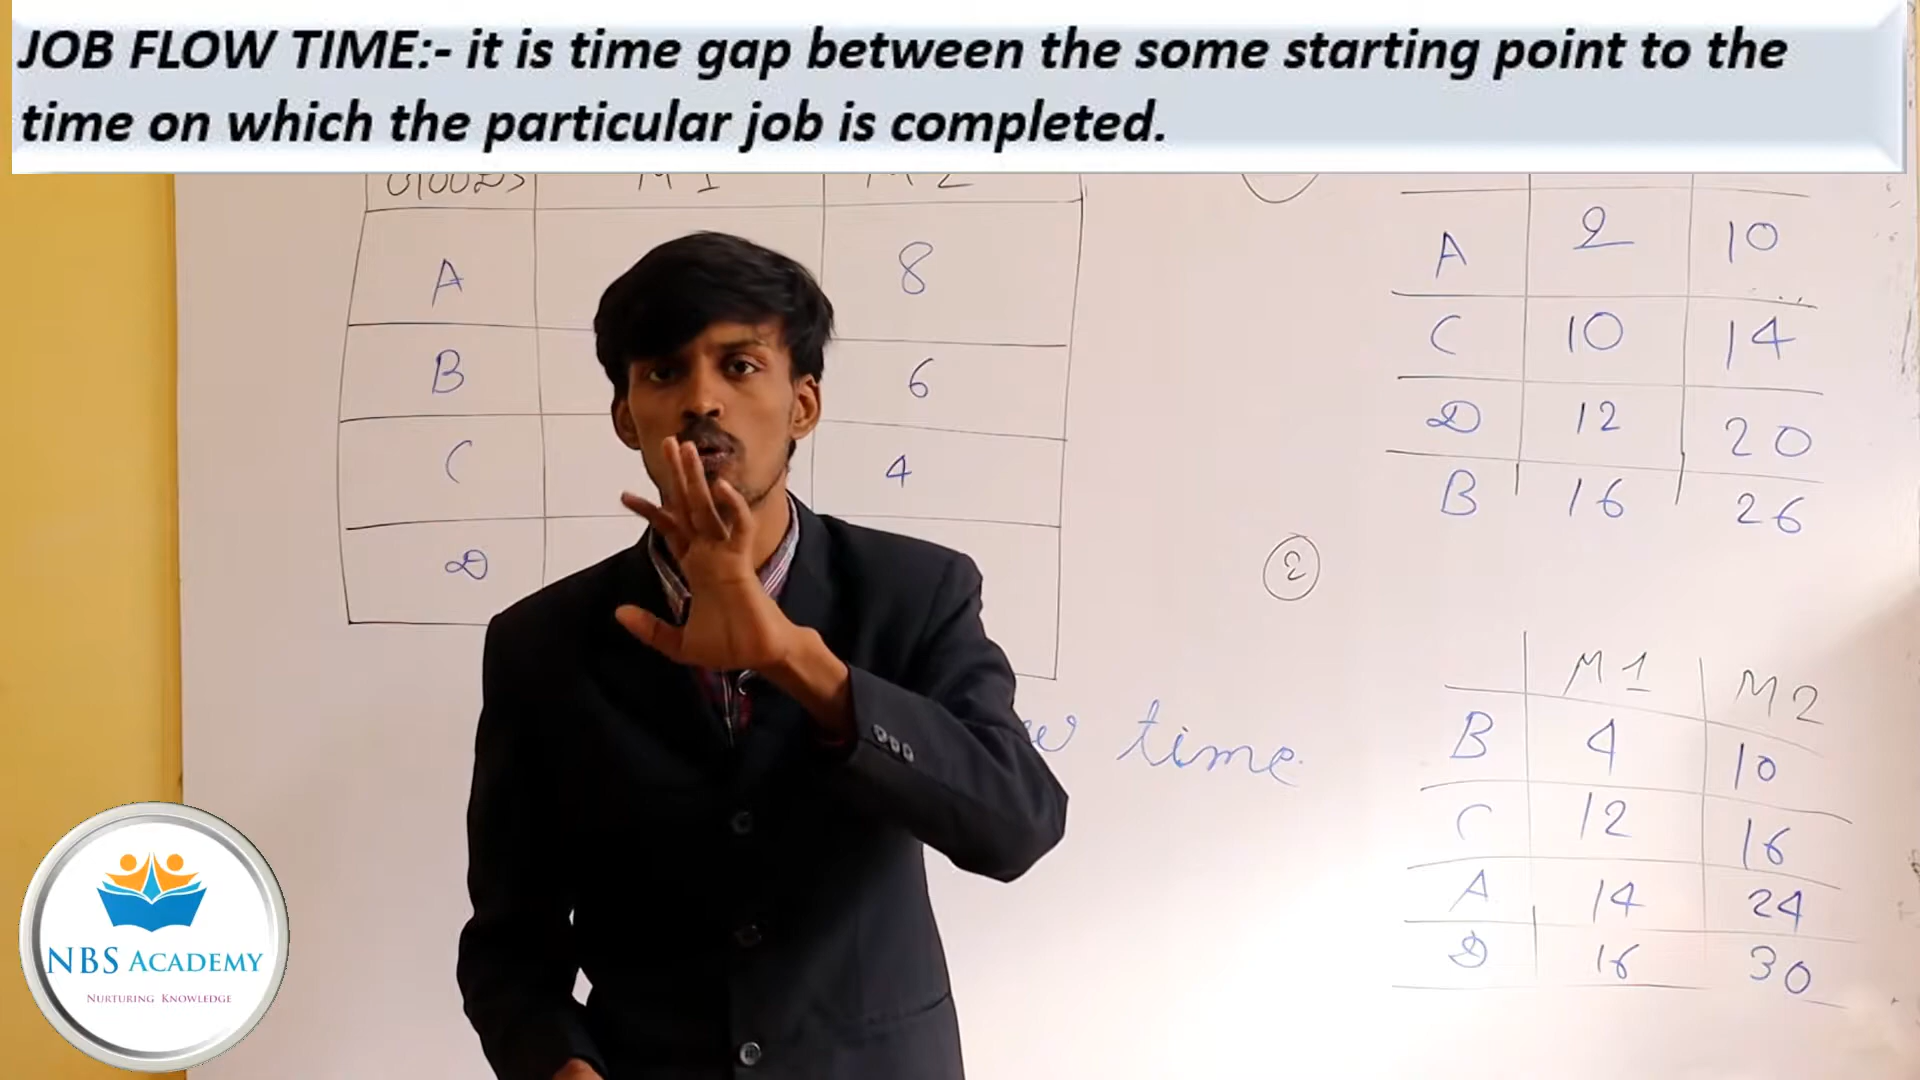 JOB FLOW TIME:- it is time gap between the some starting point to the
time on which the particular job is completed.
M1 M2
A 8
B 6
C 4
D
time
A 2 10
C 10 14
D 12 20
B 16 26
2
M1 M2
B 4 10
C 12 16
A 14 24
D 16 30
NBS ACADEMY
NURTURING KNOWLEDGE